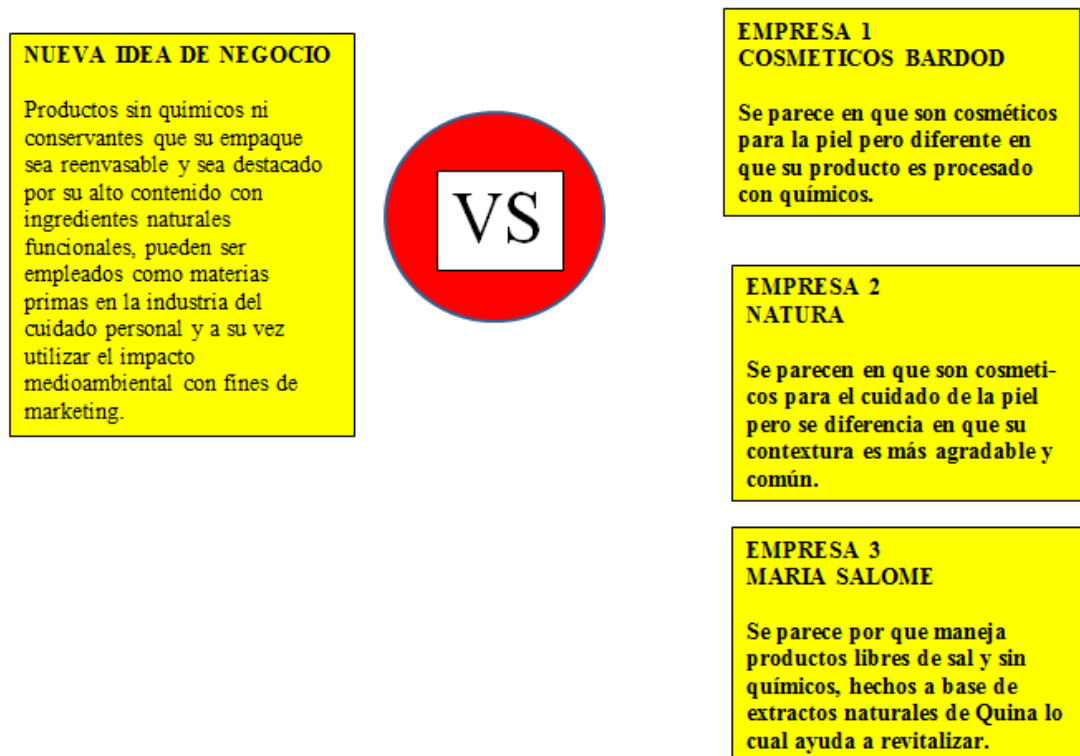 NUEVA IDEA DE NEGOCIO
Productos sin químicos ni
conservantes que su empaque
sea reenvasable y sea destacado
por su alto contenido con
ingredientes naturales
funcionales, pueden ser
empleados como materias
primas en la industria del
cuidado personal y a su vez
utilizar el impacto
medioambiental con fines de
marketing.
VS
EMPRESA 1
COSMETICOS BARDOD
Se parece en que son cosméticos
para la piel pero diferente en
que su producto es procesado
con químicos.
EMPRESA 2
NATURA
Se parecen en que son cosmeti-
cos para el cuidado de la piel
pero se diferencia en que su
contextura es más agradable y
común.
EMPRESA 3
MARIA SALOME
Se parece por que maneja
productos libres de sal y sin
químicos, hechos a base de
extractos naturales de Quina lo
cual ayuda a revitalizar.